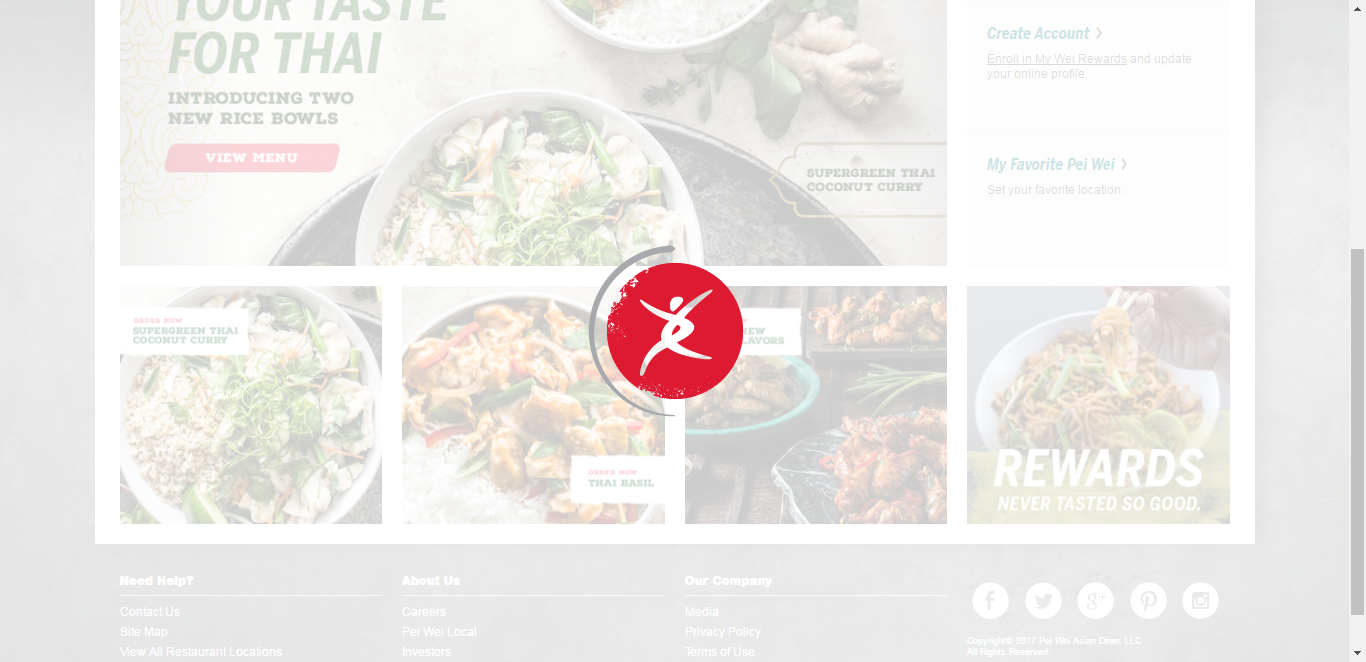 YOUR TASTE
FOR THAI
INTRODUCING TWO
NEW RICE BOWLS
VIEW MENU
SUPERGREEN THAI
COCONUT CURRY
Create Account
Enroll in My Wei Rewards and update
your online profile.
My Favorite Pei Wei
Set your favorite location.
ORDER NOW
SUPERGREEN THAI
COCONUT CURRY
ORDER NOW
THAI BASIL
NEW
REWARDS
NEVER TASTED SO GOOD.
Need Help?
Contact Us
Site Map
View All Restaurant Locations
About Us
Careers
Pei Wei Local
Investors
Our Company
Media
Privacy Policy
Terms of Use
Copyright© 2017 Pei Wei Asian Diner, LLC
All Rights Reserved.